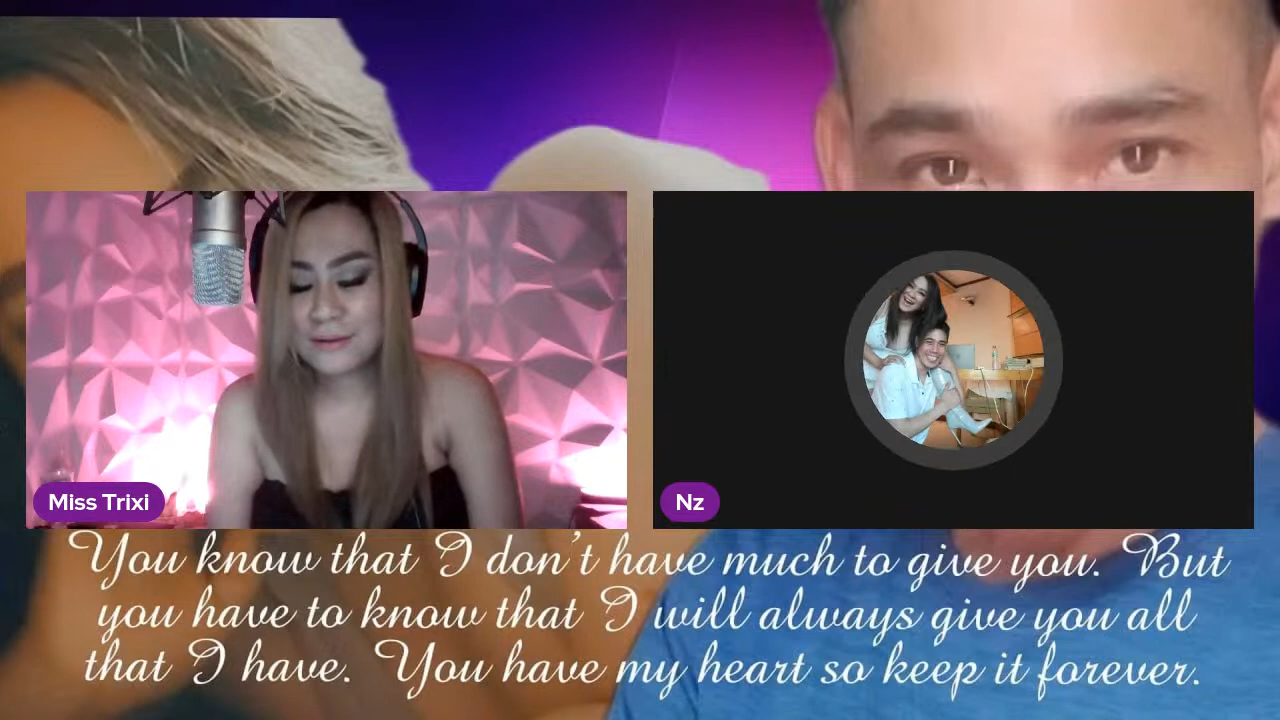 Miss Trixi
Nz
You know that I don't have much to give you. But
you have to know that I will always give you all
that I have. You have my heart so keep it forever.